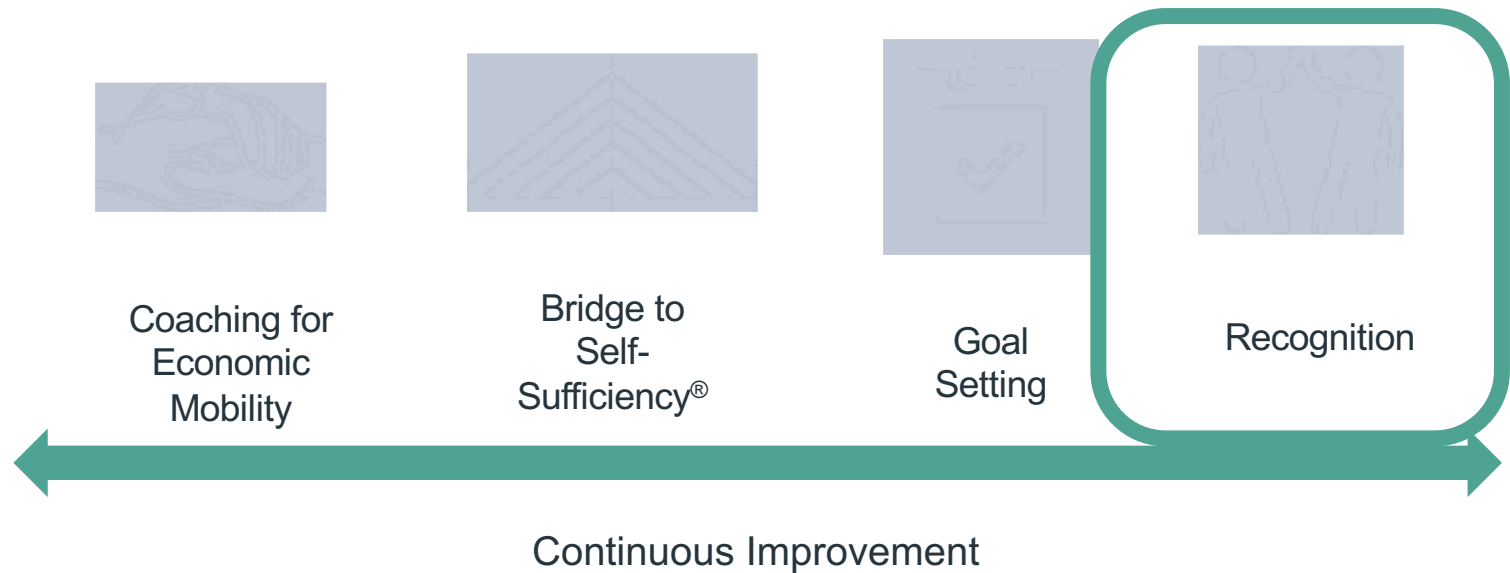 Coaching for
Economic
Mobility
Bridge to
Self-
Sufficiency®
Goal
Setting
Recognition
Continuous Improvement